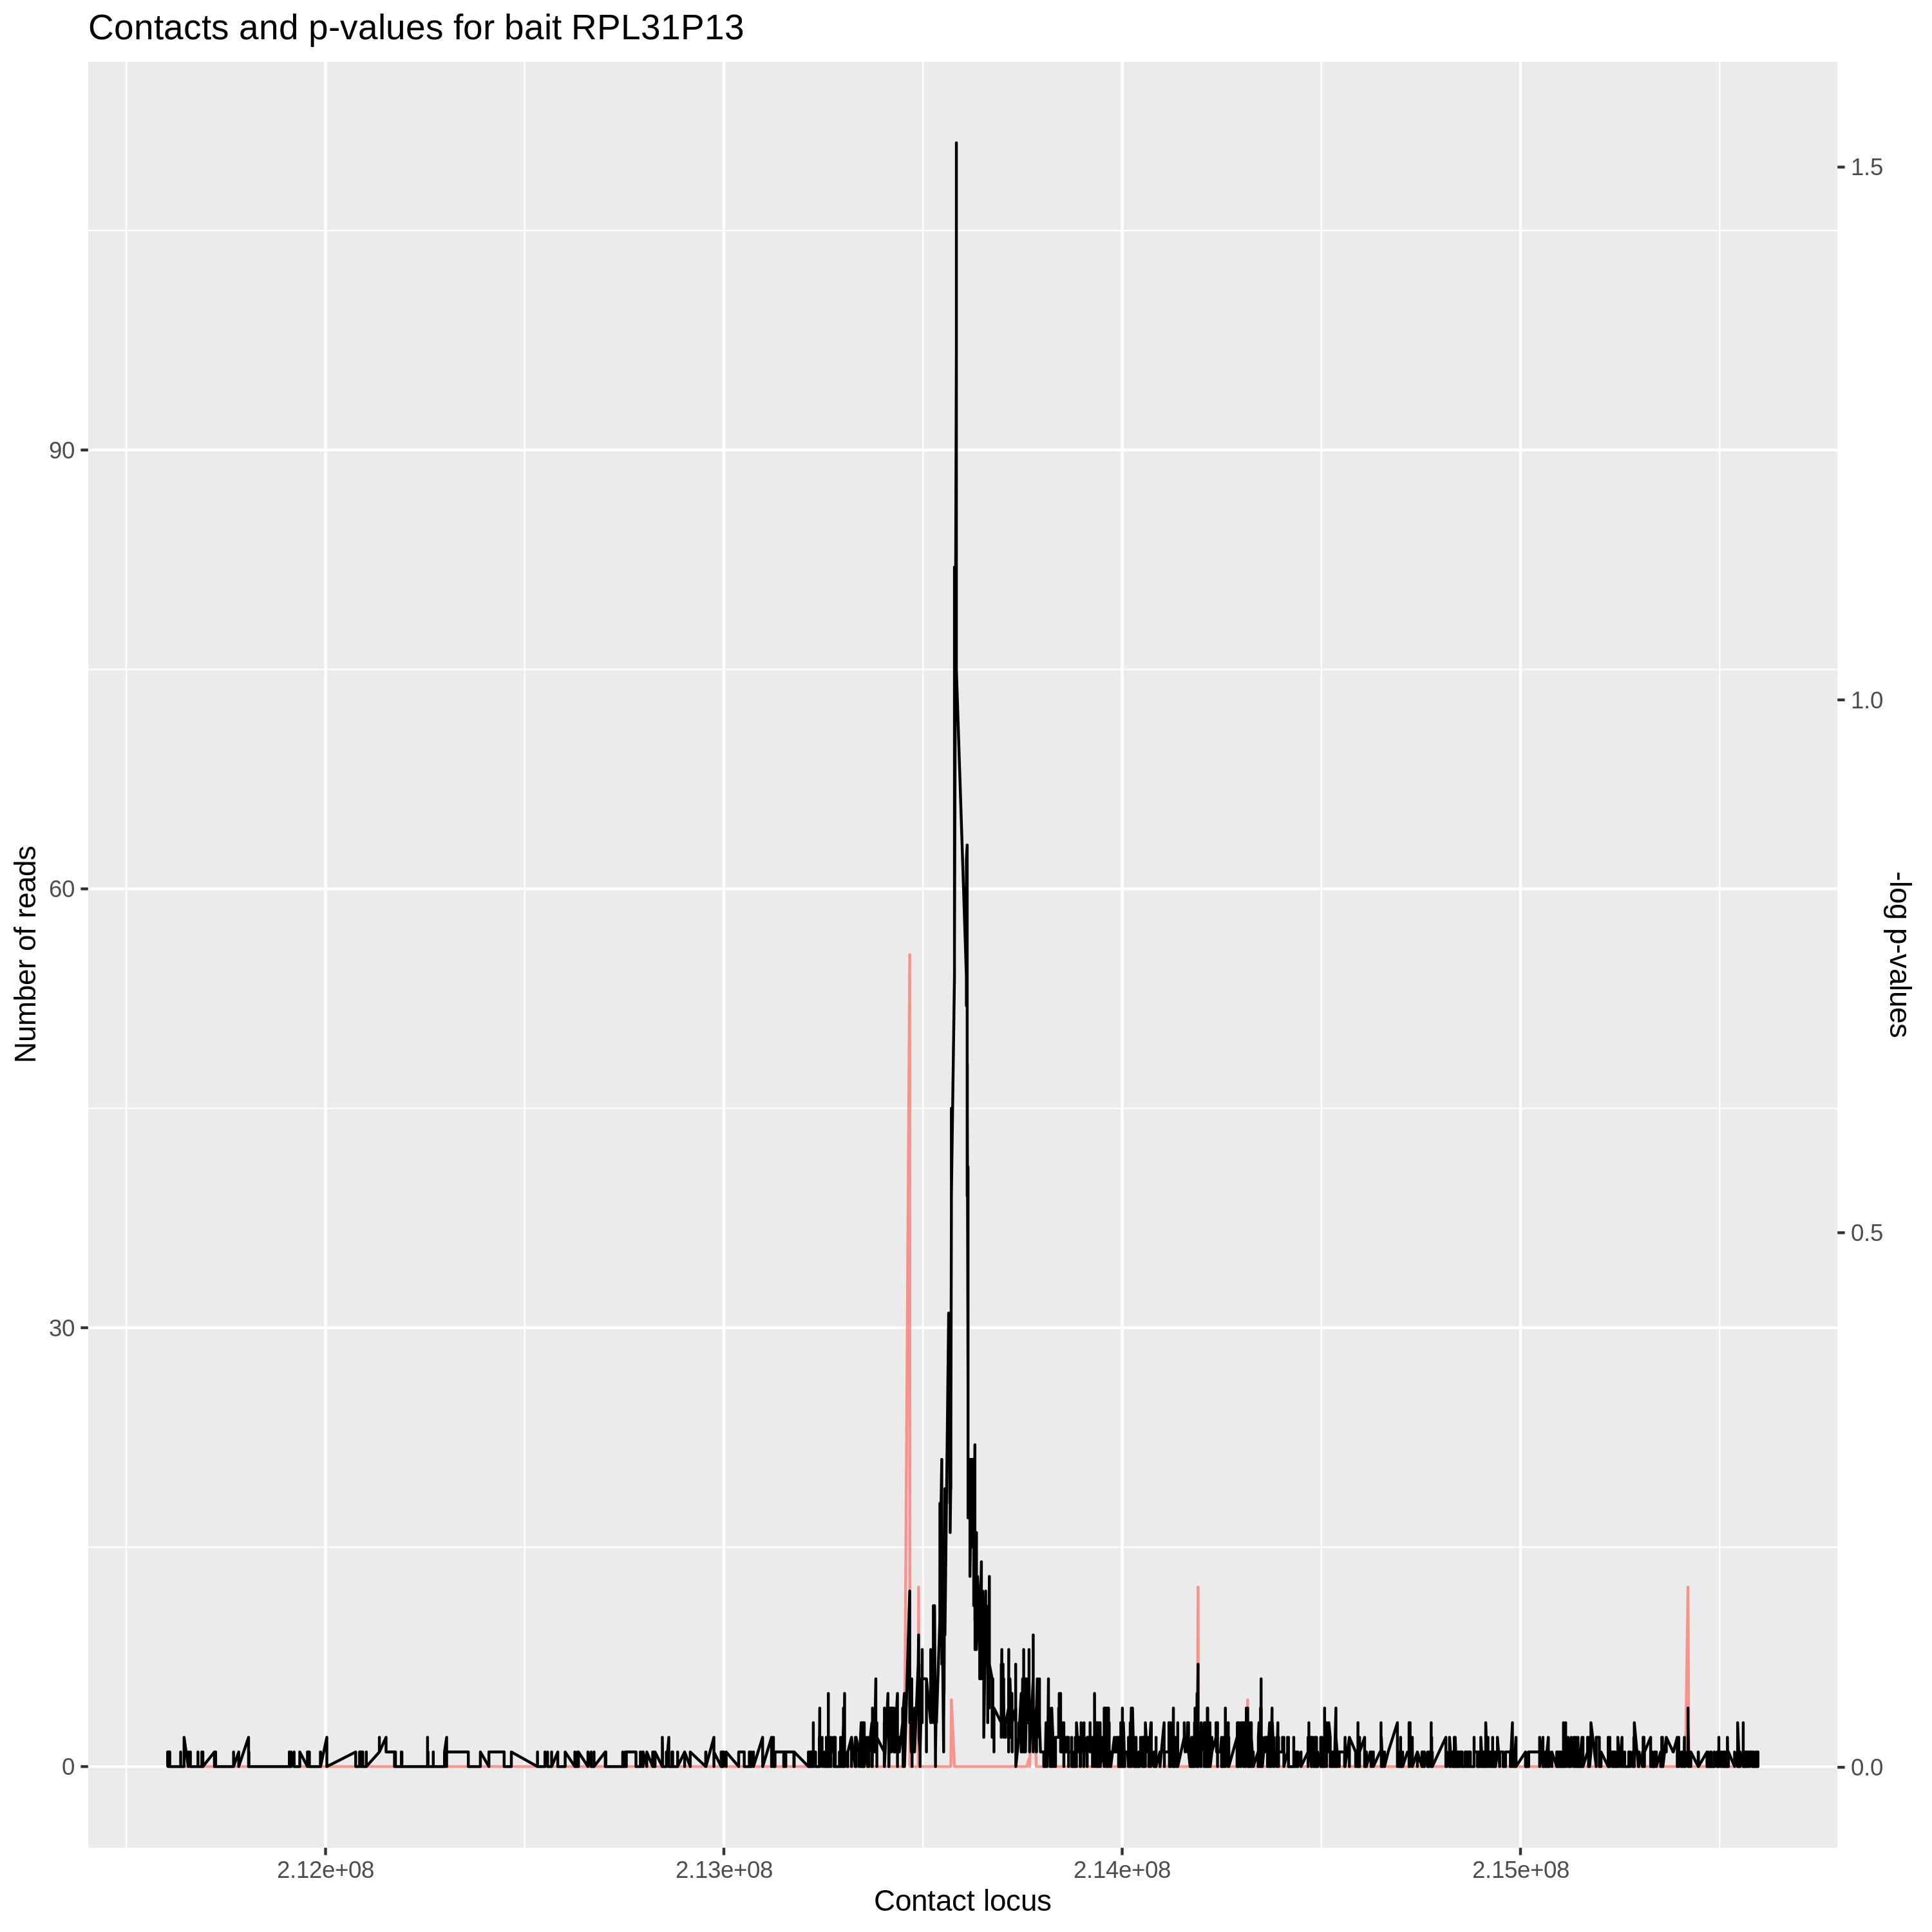 Contacts and p-values for bait RPL31P13
Number of reads
90
60
30
0
1.5
1.0
0.5
0.0
-log p-values
2.12e+08
2.13e+08
2.14e+08
2.15e+08
Contact locus